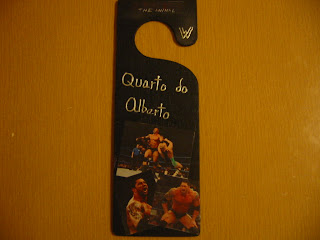 THE ANIMAL
W
Quarto do
Alberto